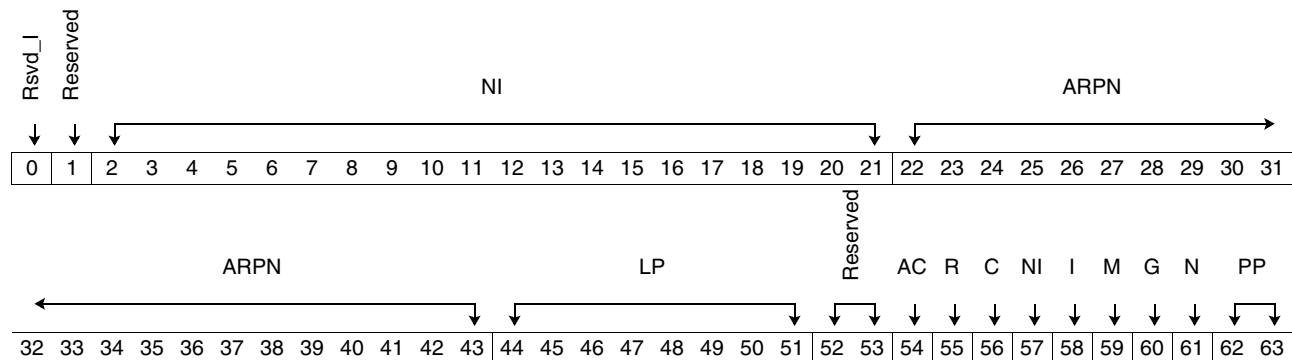 Rsvd_I Reserved NI ARPN
0 1 2 3 4 5 6 7 8 9 10 11 12 13 14 15 16 17 18 19 20 21 22 23 24 25 26 27 28 29 30 31
ARPN LP Reserved AC R C NI I M G N PP
32 33 34 35 36 37 38 39 40 41 42 43 44 45 46 47 48 49 50 51 52 53 54 55 56 57 58 59 60 61 62 63